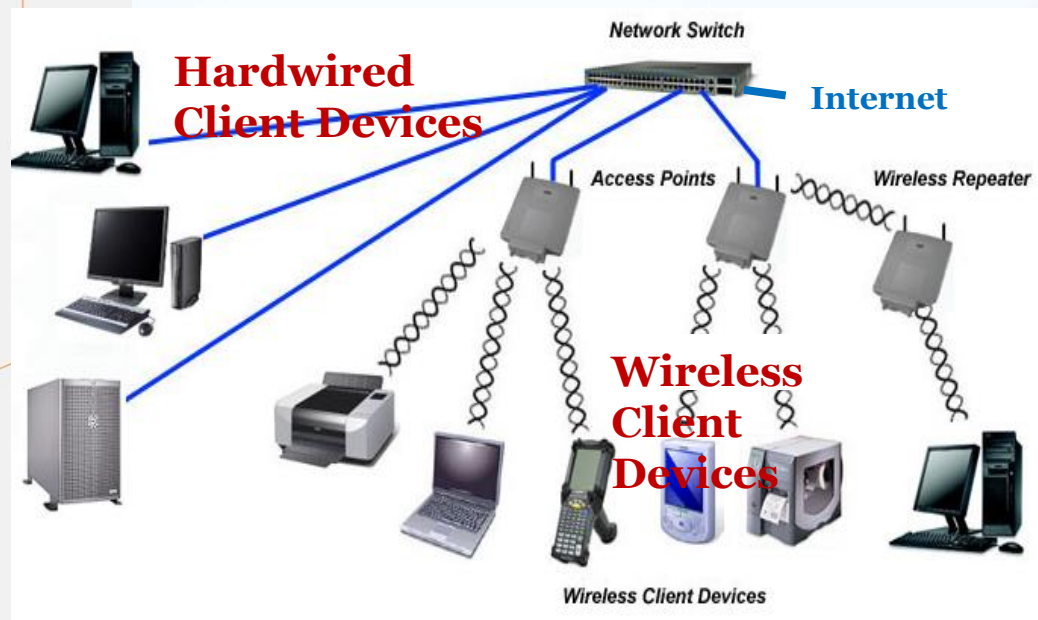 Network Switch
Hardwired
Client Devices
Internet
Access Points
Wireless Repeater
Wireless
Client
Devices
Wireless Client Devices